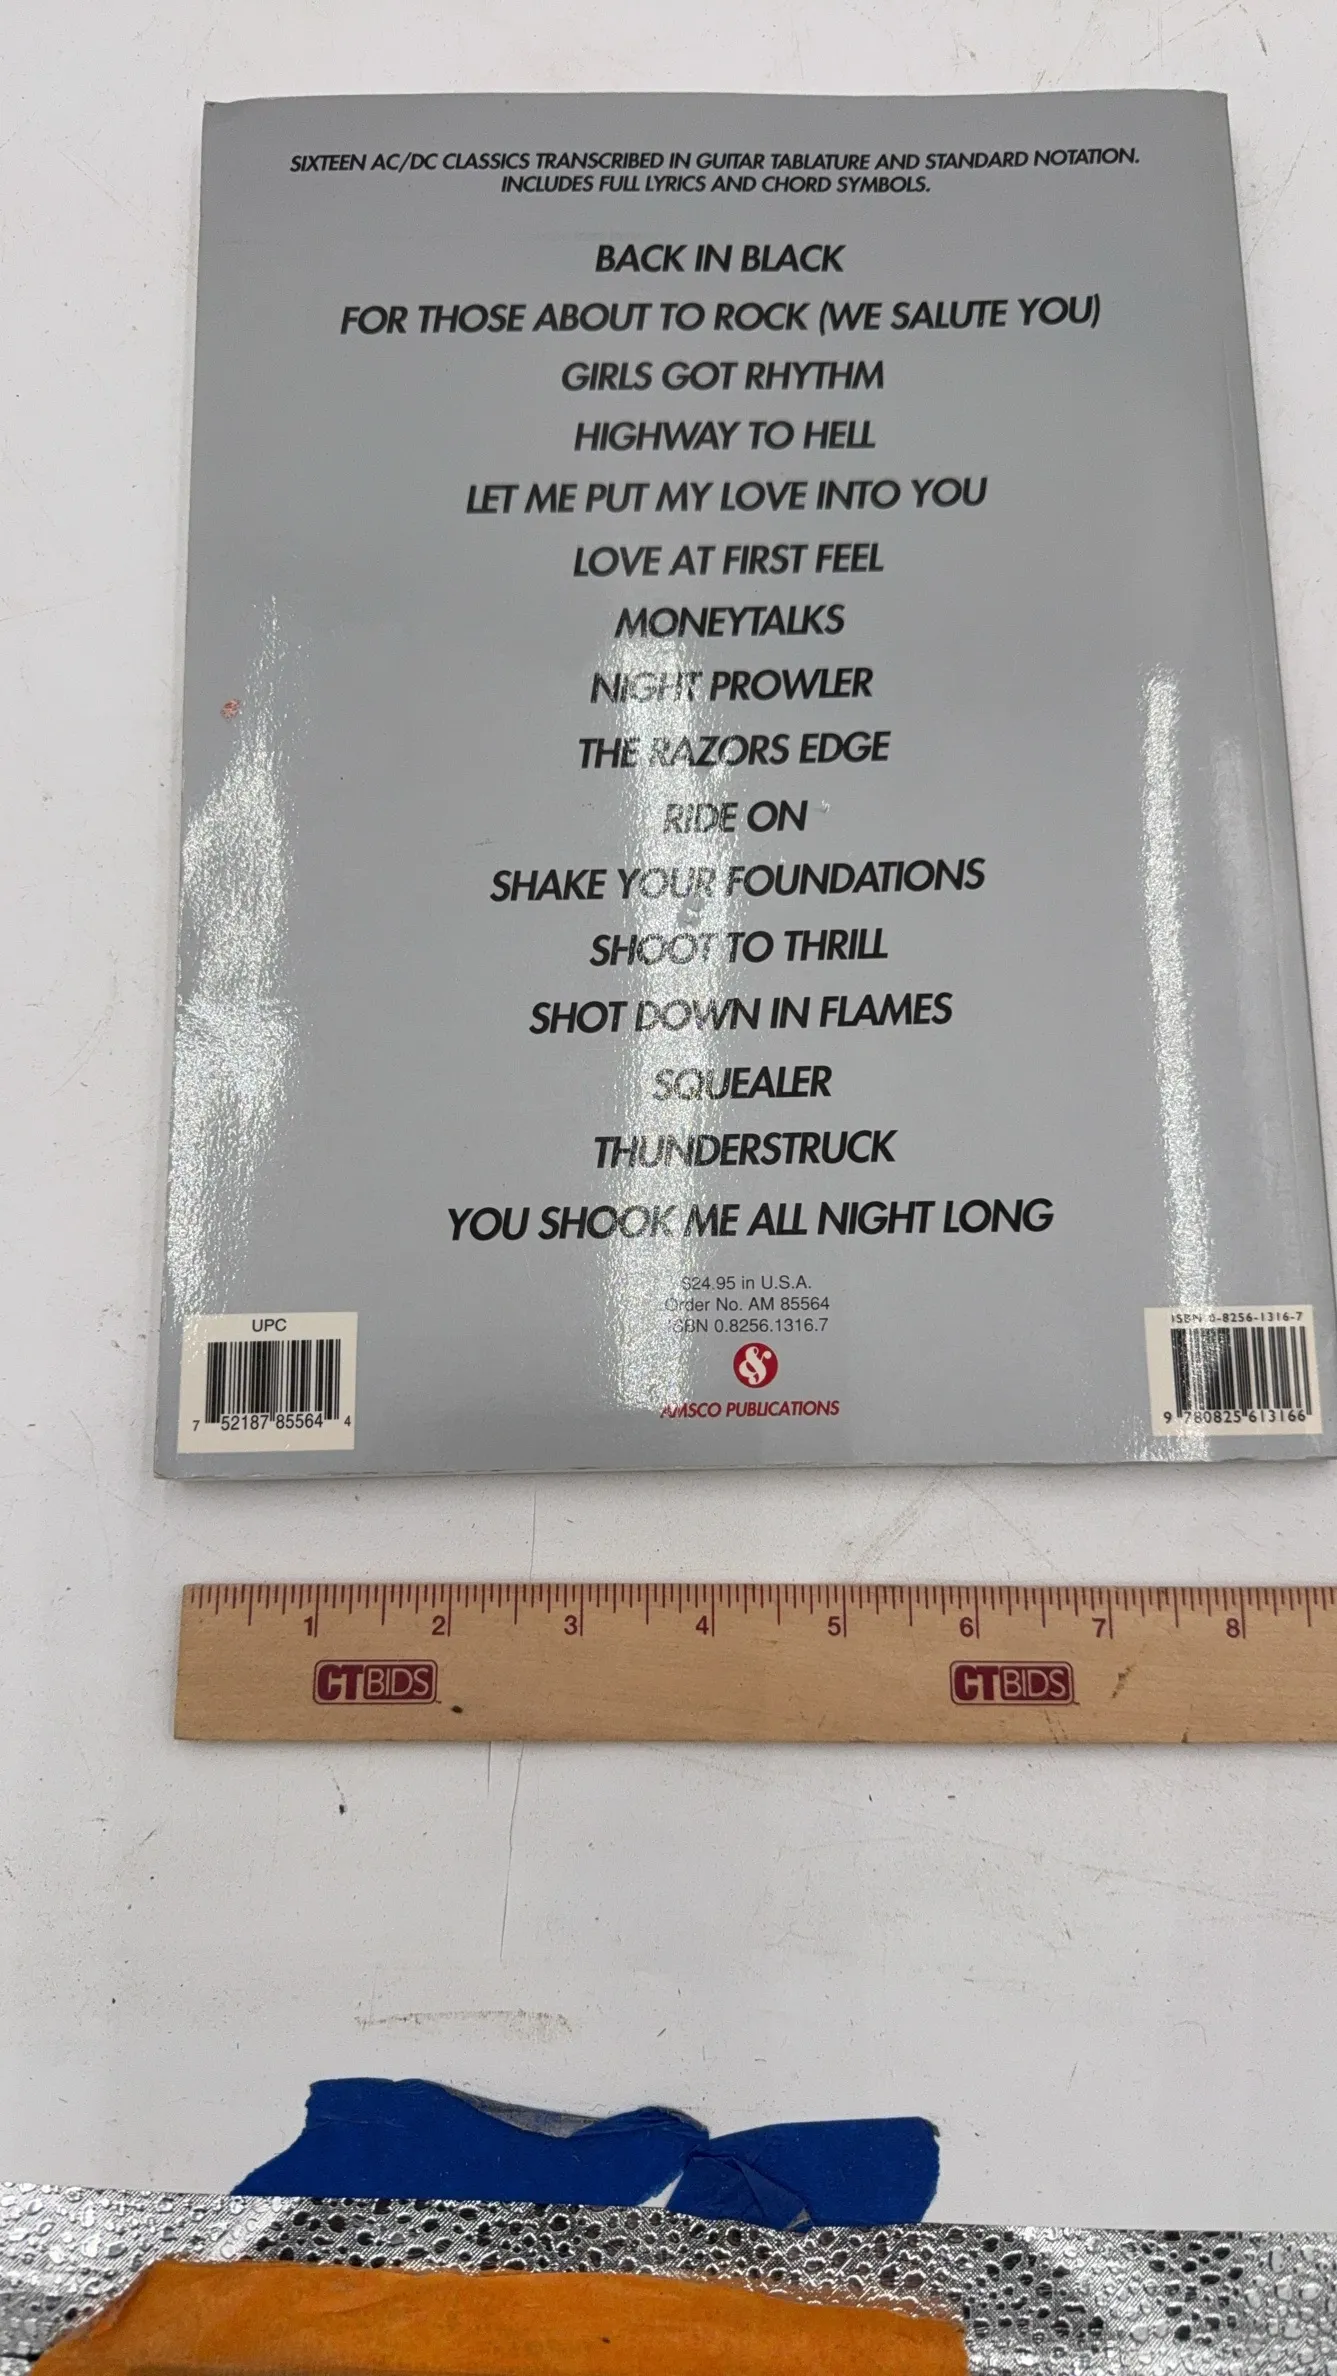 SIXTEEN AC/DC CLASSICS TRANSCRIBED IN GUITAR TABLATURE AND STANDARD NOTATION.
INCLUDES FULL LYRICS AND CHORD SYMBOLS.
BACK IN BLACK
FOR THOSE ABOUT TO ROCK (WE SALUTE YOU)
GIRLS GOT RHYTHM
HIGHWAY TO HELL
LET ME PUT MY LOVE INTO YOU
LOVE AT FIRST FEEL
MONEYTALKS
NIGHT PROWLER
THE RAZORS EDGE
RIDE ON
SHAKE YOUR FOUNDATIONS
SHOOT TO THRILL
SHOT DOWN IN FLAMES
SQUEALER
THUNDERSTRUCK
YOU SHOOK ME ALL NIGHT LONG
$24.95 in U.S.A.
Order No. AM 85564
ISBN 0.8256.1316.7
&
AMSCO PUBLICATIONS
UPC
7 52187 85564 4
ISBN 0-8256-1316-7
9 780825 613166
1 2 3 4 5 6 7 8
CTBIDS CTBIDS